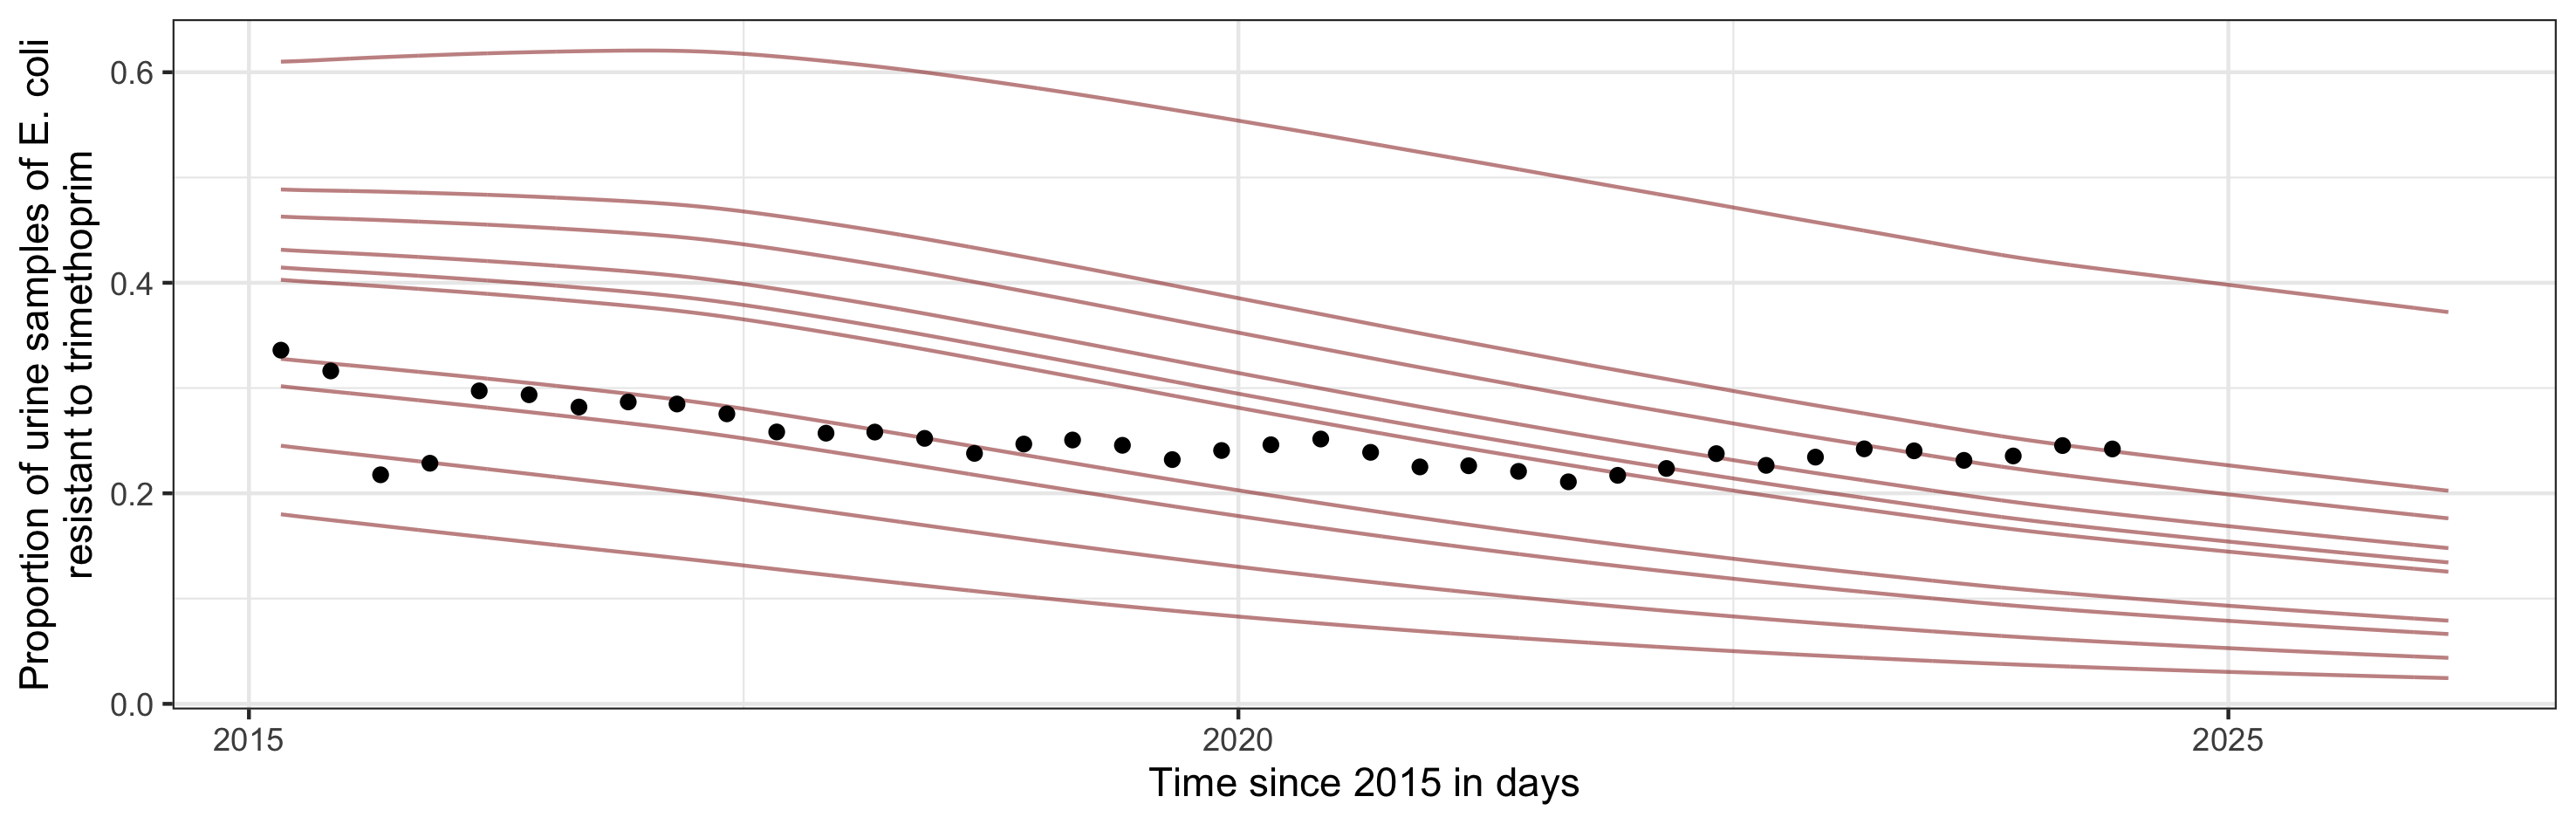 Proportion of urine samples of E. coli
resistant to trimethoprim
0.6
0.4
0.2
0.0
2015
2020
2025
Time since 2015 in days